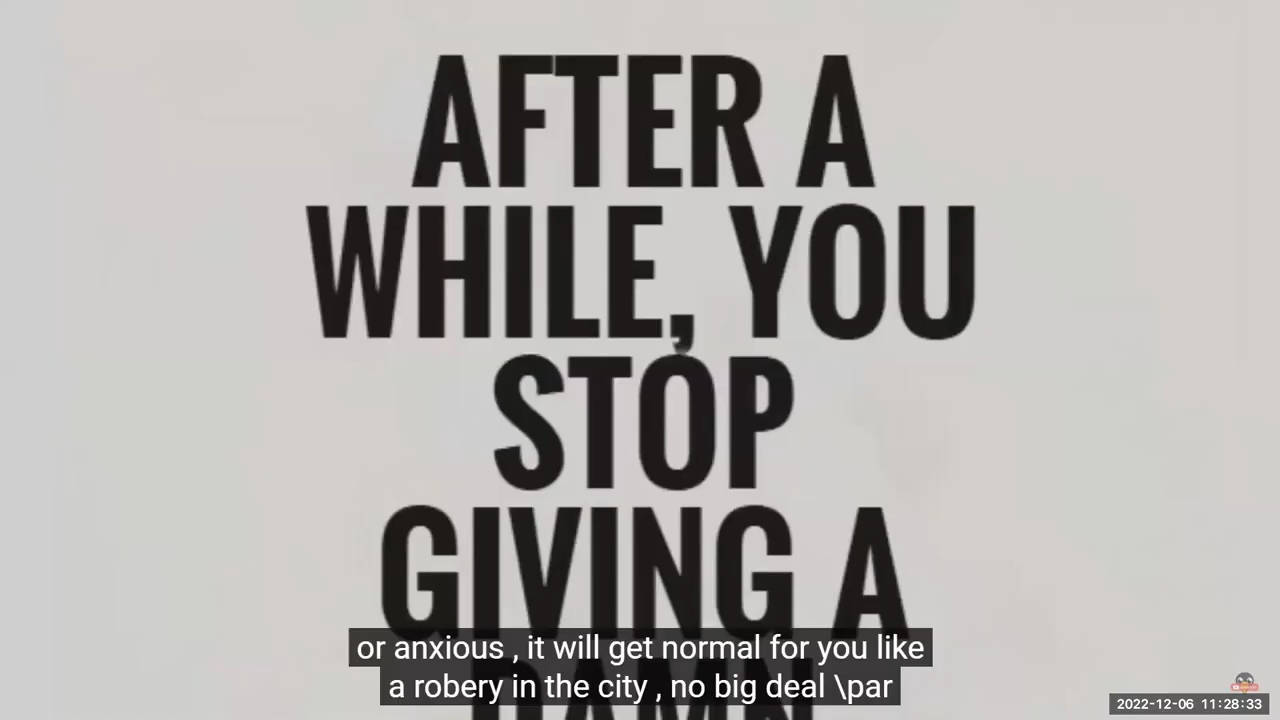 AFTER A
WHILE, YOU
STOP
GIVING A
DAMN
or anxious , it will get normal for you like
a robery in the city , no big deal \par
2022-12-06 11:28:33